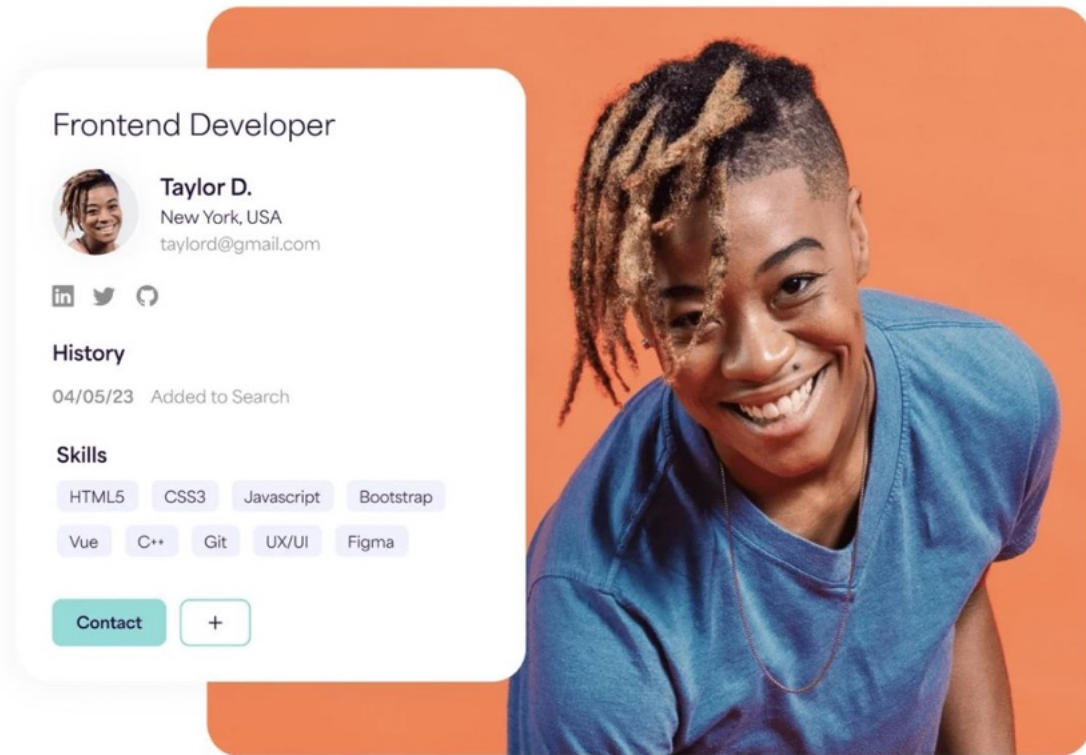 Frontend Developer
Taylor D.
New York, USA
taylord@gmail.com
in
History
04/05/23 Added to Search
Skills
HTML5 CSS3 Javascript Bootstrap
Vue C++ Git UX/UI Figma
Contact +